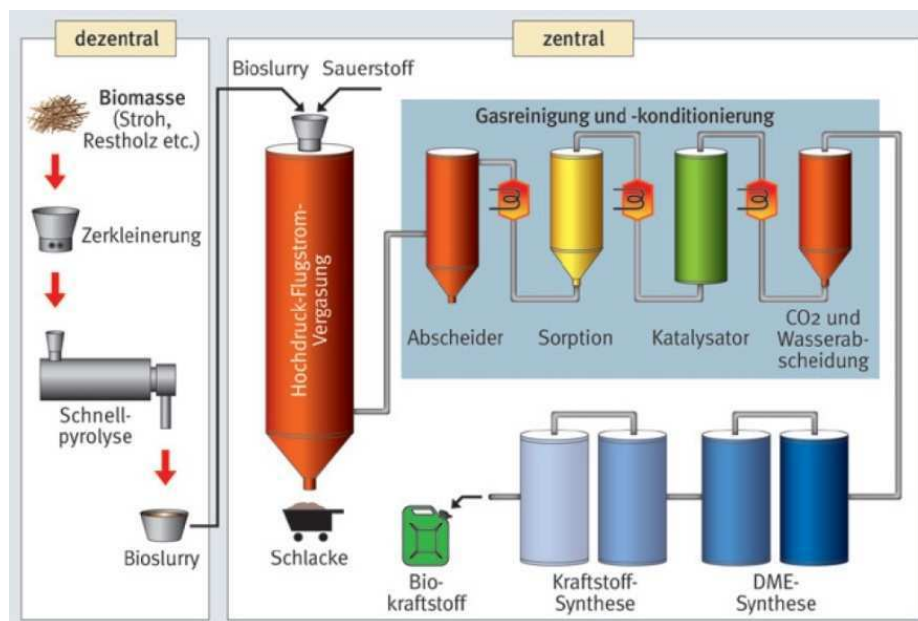 dezentral
Biomasse
(Stroh,
Restholz etc.)
Zerkleinerung
Schnell-
pyrolyse
Bioslurry
zentral
Bioslurry Sauerstoff
Hochdruck-Flugstrom-
Vergasung
Schlacke
Gasreinigung und -konditionierung
Abscheider
Sorption
Katalysator
CO2 und
Wasserab-
scheidung
Bio-
kraftstoff
Kraftstoff-
Synthese
DME-
Synthese